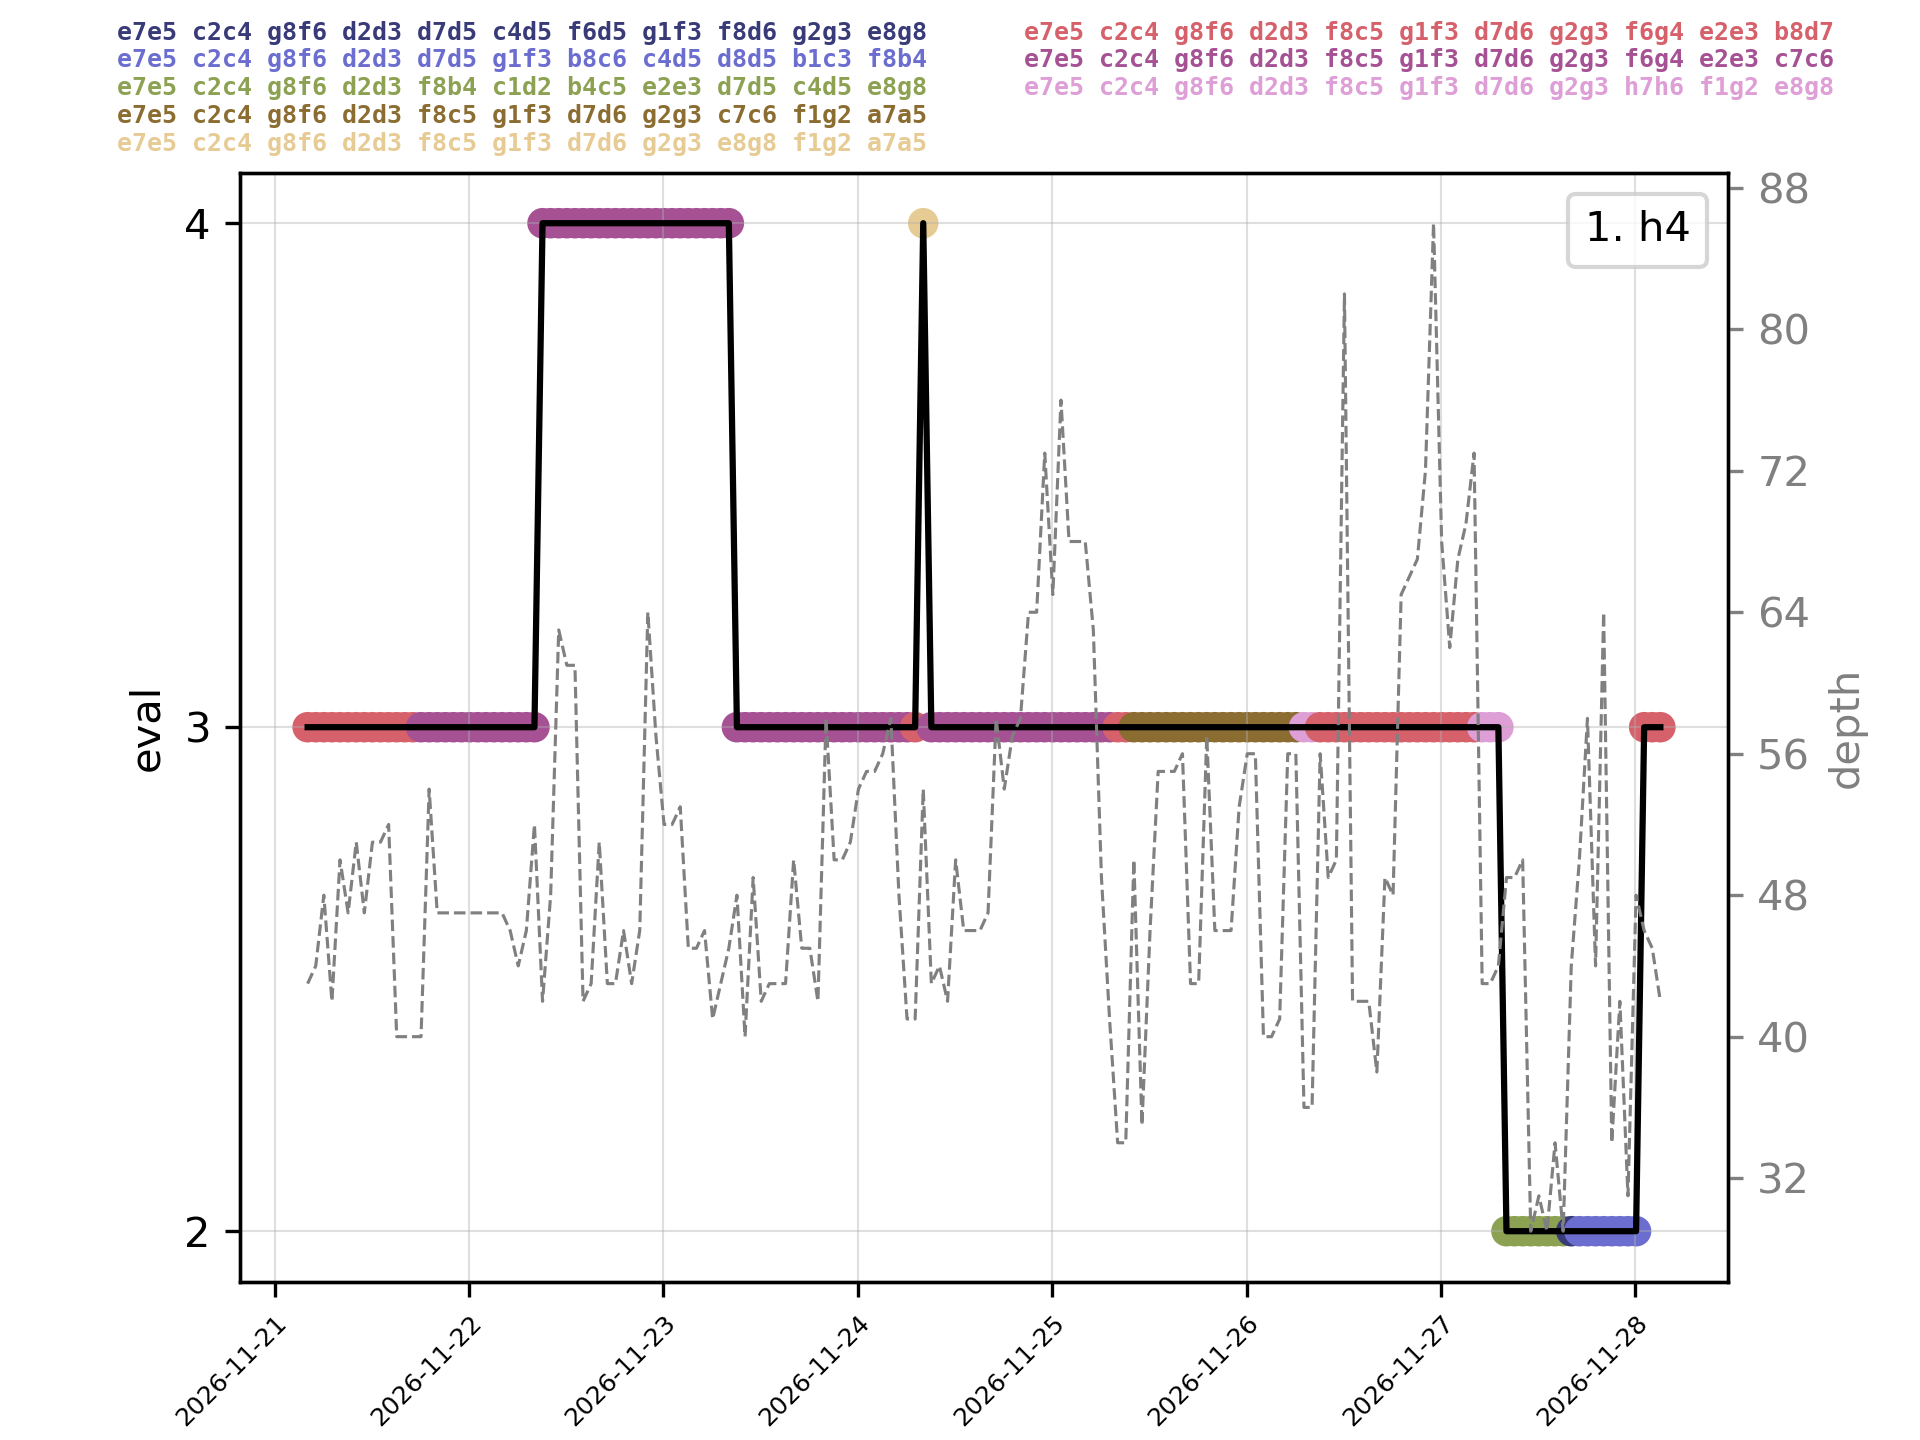 e7e5 c2c4 g8f6 d2d3 d7d5 c4d5 f6d5 g1f3 f8d6 g2g3 e8g8
e7e5 c2c4 g8f6 d2d3 d7d5 g1f3 b8c6 c4d5 d8d5 b1c3 f8b4
e7e5 c2c4 g8f6 d2d3 f8b4 c1d2 b4c5 e2e3 d7d5 c4d5 e8g8
e7e5 c2c4 g8f6 d2d3 f8c5 g1f3 d7d6 g2g3 c7c6 f1g2 a7a5
e7e5 c2c4 g8f6 d2d3 f8c5 g1f3 d7d6 g2g3 e8g8 f1g2 a7a5
e7e5 c2c4 g8f6 d2d3 f8c5 g1f3 d7d6 g2g3 f6g4 e2e3 b8d7
e7e5 c2c4 g8f6 d2d3 f8c5 g1f3 d7d6 g2g3 f6g4 e2e3 c7c6
e7e5 c2c4 g8f6 d2d3 f8c5 g1f3 d7d6 g2g3 h7h6 f1g2 e8g8
1. h4
eval
4
3
2
depth
88
80
72
64
56
48
40
32
2026-11-21
2026-11-22
2026-11-23
2026-11-24
2026-11-25
2026-11-26
2026-11-27
2026-11-28